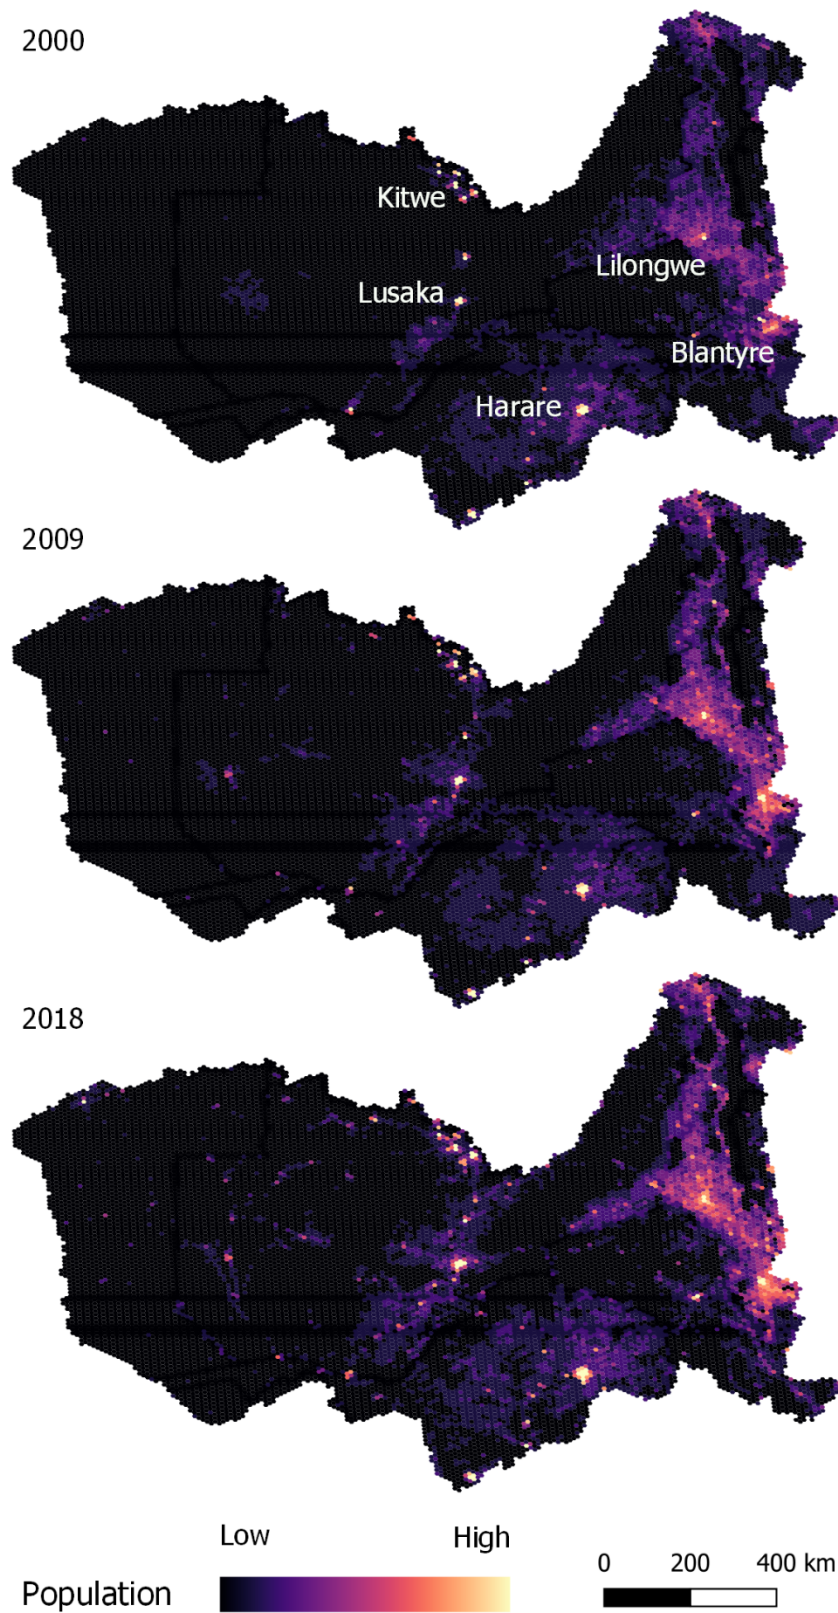 2000
Kitwe
Lilongwe
Lusaka
Blantyre
Harare
2009
2018
Low High
0 200 400 km
Population